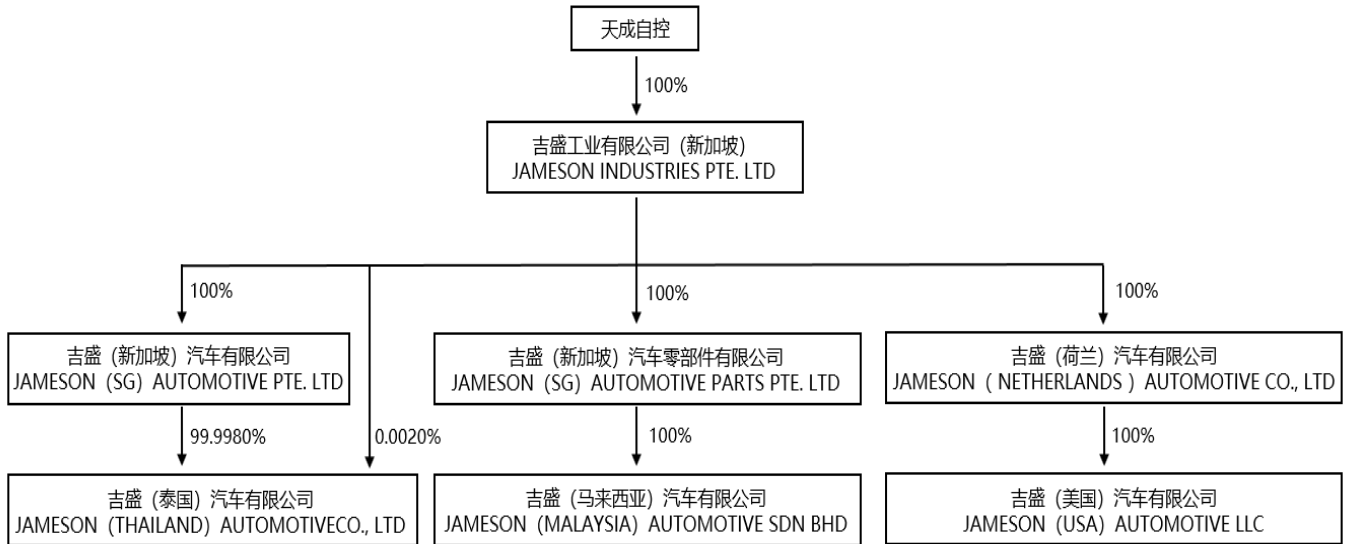 天成自控
100%
吉盛工业有限公司（新加坡）
JAMESON INDUSTRIES PTE. LTD
100%
100%
100%
吉盛（新加坡）汽车有限公司
JAMESON（SG）AUTOMOTIVE PTE. LTD
吉盛（新加坡）汽车零部件有限公司
JAMESON（SG）AUTOMOTIVE PARTS PTE. LTD
吉盛（荷兰）汽车有限公司
JAMESON（ NETHERLANDS ）AUTOMOTIVE CO., LTD
99.9980%
0.0020%
100%
100%
吉盛（泰国）汽车有限公司
JAMESON（THAILAND）AUTOMOTIVECO., LTD
吉盛（马来西亚）汽车有限公司
JAMESON（MALAYSIA）AUTOMOTIVE SDN BHD
吉盛（美国）汽车有限公司
JAMESON（USA）AUTOMOTIVE LLC